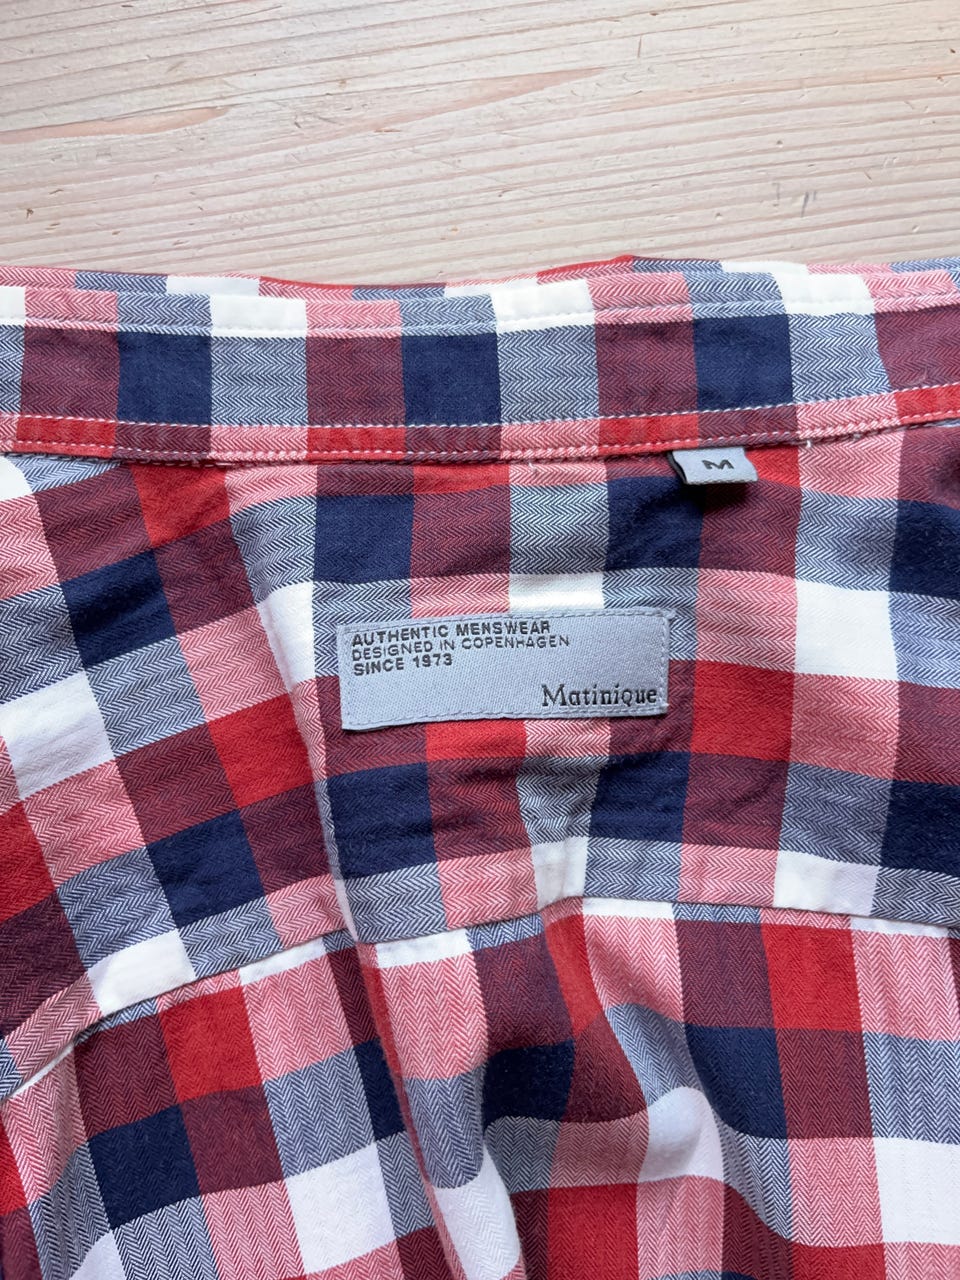 M
AUTHENTIC MENSWEAR
DESIGNED IN COPENHAGEN
SINCE 1973
Matinique